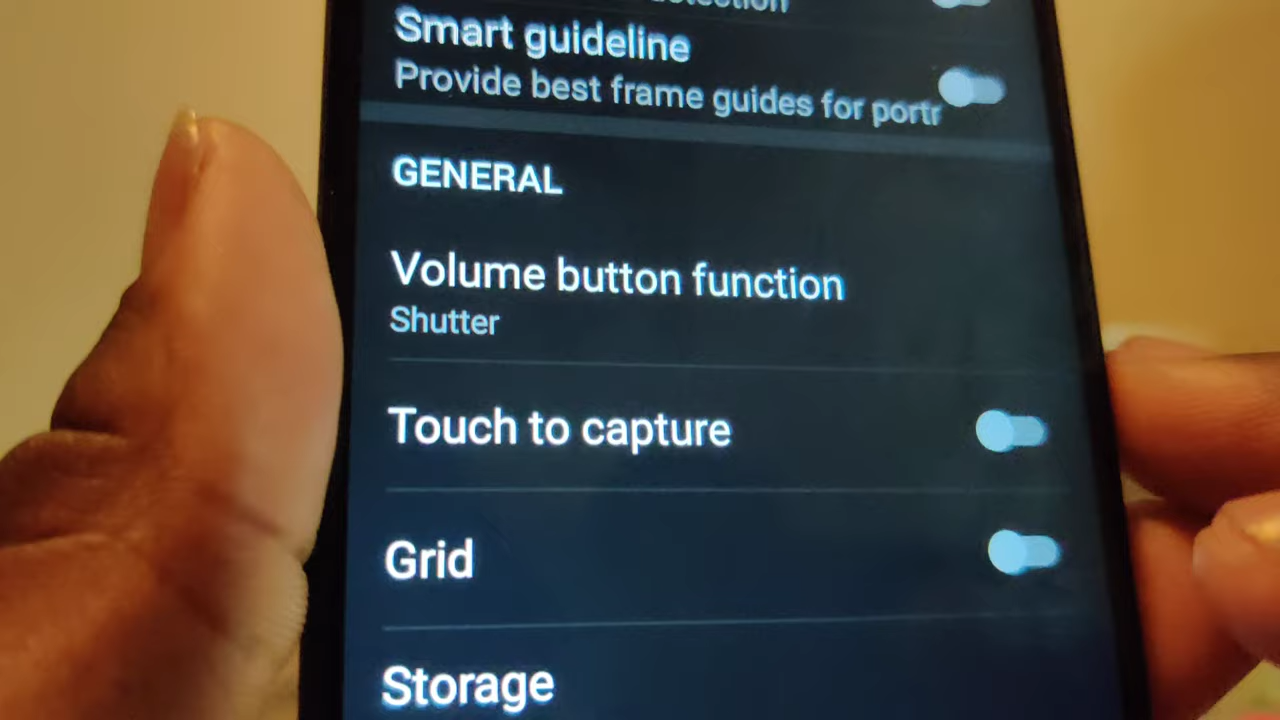 Smart guideline
Provide best frame guides for portr
GENERAL
Volume button function
Shutter
Touch to capture
Grid
Storage